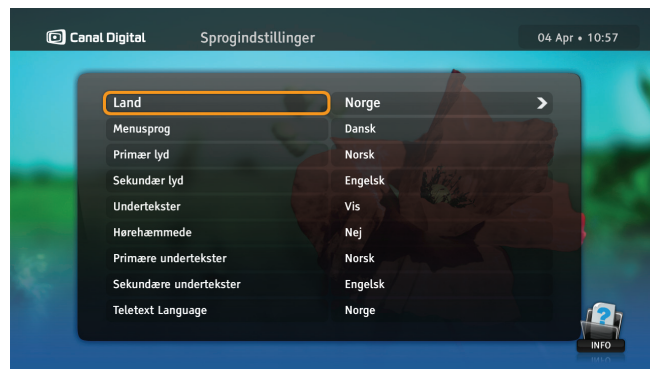 Canal Digital Sprogindstillinger 04 Apr • 10:57
Land Norge
Menusprog Dansk
Primær lyd Norsk
Sekundær lyd Engelsk
Undertekster Vis
Hørehæmmede Nej
Primære undertekster Norsk
Sekundære undertekster Engelsk
Teletext Language Norge
INFO